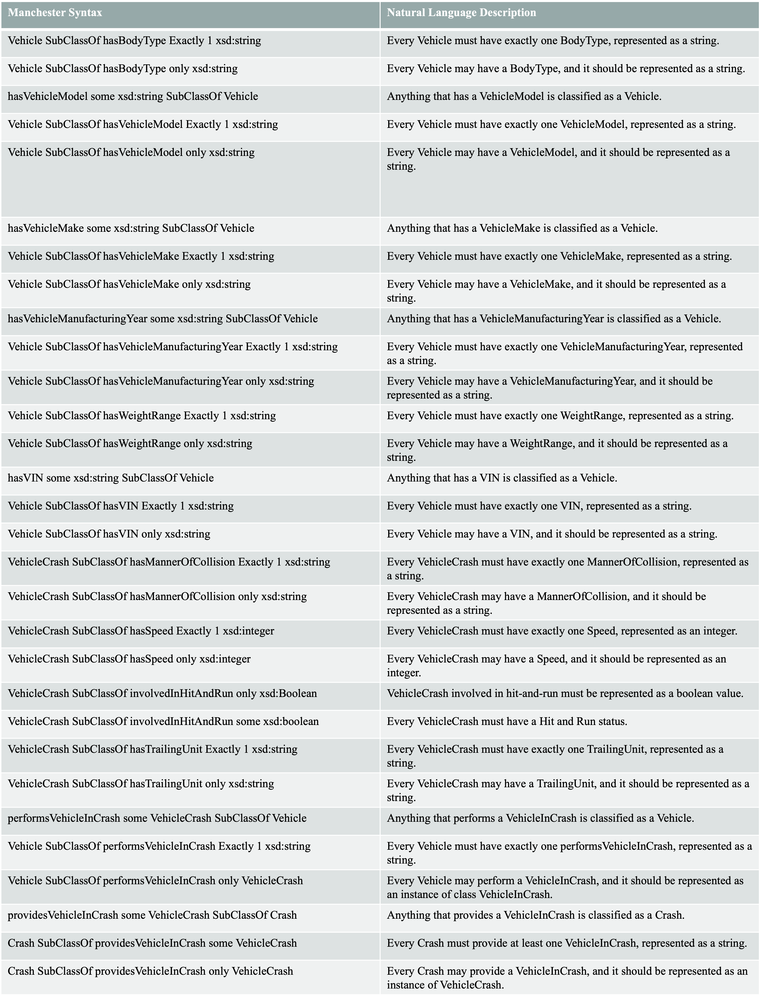 Manchester Syntax
Natural Language Description
Vehicle SubClassOf hasBodyType Exactly 1 xsd:string
Every Vehicle must have exactly one BodyType, represented as a string.
Vehicle SubClassOf hasBodyType only xsd:string
Every Vehicle may have a BodyType, and it should be represented as a string.
hasVehicleModel some xsd:string SubClassOf Vehicle
Anything that has a VehicleModel is classified as a Vehicle.
Vehicle SubClassOf hasVehicleModel Exactly 1 xsd:string
Every Vehicle must have exactly one VehicleModel, represented as a string.
Vehicle SubClassOf hasVehicleModel only xsd:string
Every Vehicle may have a VehicleModel, and it should be represented as a
string.
hasVehicleMake some xsd:string SubClassOf Vehicle
Anything that has a VehicleMake is classified as a Vehicle.
Vehicle SubClassOf hasVehicleMake Exactly 1 xsd:string
Every Vehicle must have exactly one VehicleMake, represented as a string.
Vehicle SubClassOf hasVehicleMake only xsd:string
Every Vehicle may have a VehicleMake, and it should be represented as a
string.
hasVehicleManufacturingYear some xsd:string SubClassOf Vehicle
Anything that has a VehicleManufacturingYear is classified as a Vehicle.
Vehicle SubClassOf hasVehicleManufacturingYear Exactly 1 xsd:string
Every Vehicle must have exactly one VehicleManufacturingYear, represented
as a string.
Vehicle SubClassOf hasVehicleManufacturingYear only xsd:string
Every Vehicle may have a VehicleManufacturingYear, and it should be
represented as a string.
Vehicle SubClassOf hasWeightRange Exactly 1 xsd:string
Every Vehicle must have exactly one WeightRange, represented as a string.
Vehicle SubClassOf hasWeightRange only xsd:string
Every Vehicle may have a WeightRange, and it should be represented as a
string.
hasVIN some xsd:string SubClassOf Vehicle
Anything that has a VIN is classified as a Vehicle.
Vehicle SubClassOf hasVIN Exactly 1 xsd:string
Every Vehicle must have exactly one VIN, represented as a string.
Vehicle SubClassOf hasVIN only xsd:string
Every Vehicle may have a VIN, and it should be represented as a string.
VehicleCrash SubClassOf hasMannerOfCollision Exactly 1 xsd:string
Every VehicleCrash must have exactly one MannerOfCollision, represented as
a string.
VehicleCrash SubClassOf hasMannerOfCollision only xsd:string
Every VehicleCrash may have a MannerOfCollision, and it should be
represented as a string.
VehicleCrash SubClassOf hasSpeed Exactly 1 xsd:integer
Every VehicleCrash must have exactly one Speed, represented as an integer.
VehicleCrash SubClassOf hasSpeed only xsd:integer
Every VehicleCrash may have a Speed, and it should be represented as an
integer.
VehicleCrash SubClassOf involvedInHitAndRun only xsd:Boolean
VehicleCrash involved in hit-and-run must be represented as a boolean value.
VehicleCrash SubClassOf involvedInHitAndRun some xsd:boolean
Every VehicleCrash must have a Hit and Run status.
VehicleCrash SubClassOf hasTrailingUnit Exactly 1 xsd:string
Every VehicleCrash must have exactly one TrailingUnit, represented as a
string.
VehicleCrash SubClassOf hasTrailingUnit only xsd:string
Every VehicleCrash may have a TrailingUnit, and it should be represented as a
string.
performsVehicleInCrash some VehicleCrash SubClassOf Vehicle
Anything that performs a VehicleInCrash is classified as a Vehicle.
Vehicle SubClassOf performsVehicleInCrash Exactly 1 xsd:string
Every Vehicle must have exactly one performsVehicleInCrash, represented as a
string.
Vehicle SubClassOf performsVehicleInCrash only VehicleCrash
Every Vehicle may perform a VehicleInCrash, and it should be represented as
an instance of class VehicleInCrash.
providesVehicleInCrash some VehicleCrash SubClassOf Crash
Anything that provides a VehicleInCrash is classified as a Crash.
Crash SubClassOf providesVehicleInCrash some VehicleCrash
Every Crash must provide at least one VehicleInCrash, represented as a string.
Crash SubClassOf providesVehicleInCrash only VehicleCrash
Every Crash may provide a VehicleInCrash, and it should be represented as an
instance of VehicleCrash.